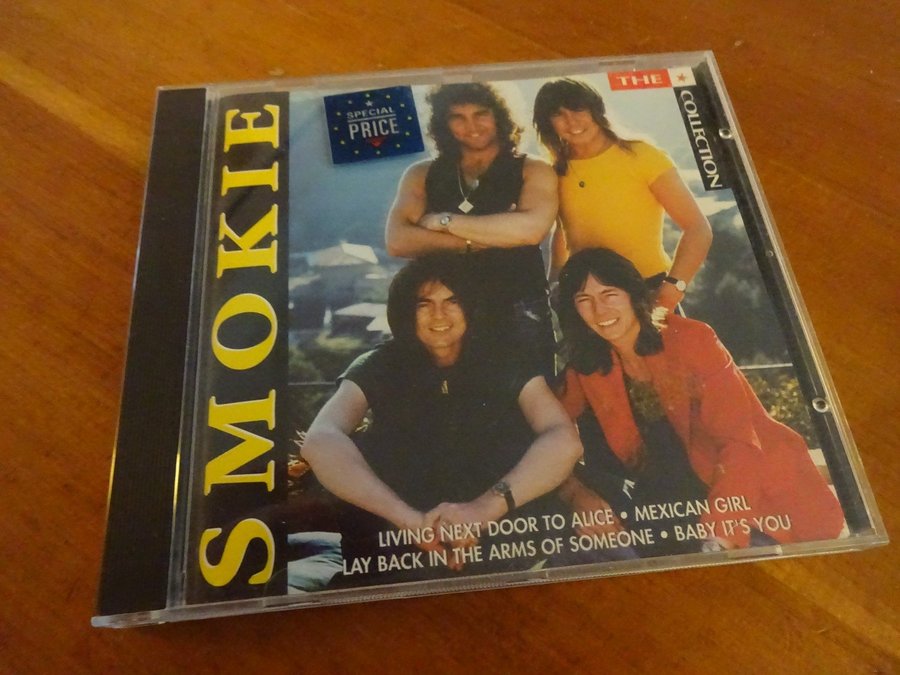 SMOKIE
SPECIAL
PRICE
THE
COLLECTION
LIVING NEXT DOOR TO ALICE • MEXICAN GIRL
LAY BACK IN THE ARMS OF SOMEONE • BABY IT'S YOU